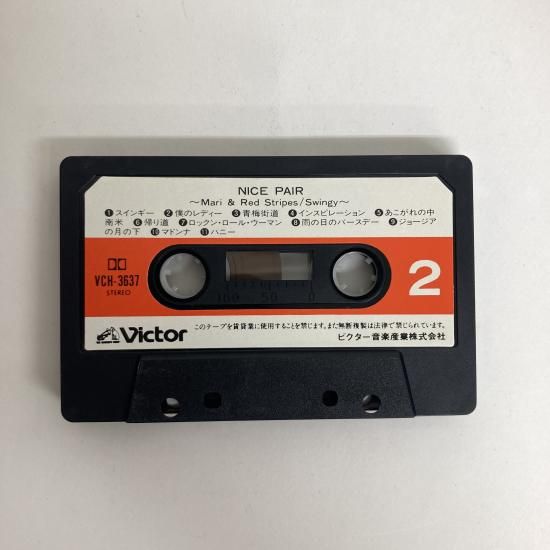 NICE PAIR
~Mari & Red Stripes/Swingy~
❶スインギー ❷僕のレディー ❸青梅街道 ❹インスピレーション ❺あこがれの中
南米 ❻帰り道 ❼ロックン・ロール・ウーマン ❽雨の日のバースデー ❾ジョージア
の月の下 ❿マドンナ ⓫ハニー
VCH-3637
STEREO
2
100 50 0
Victor
このテープを賃貸業に使用することを禁じます。また無断複製は法律で禁じられています。
ビクター音楽産業株式会社